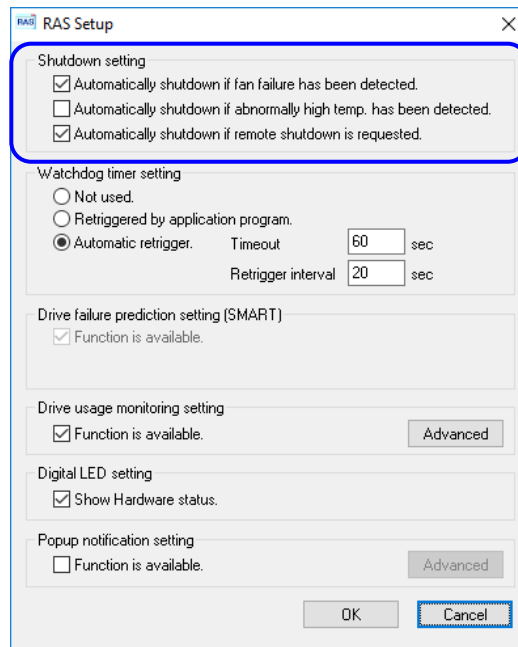 RAS RAS Setup
Shutdown setting
Automatically shutdown if fan failure has been detected.
Automatically shutdown if abnormally high temp. has been detected.
Automatically shutdown if remote shutdown is requested.
Watchdog timer setting
Not used.
Retriggered by application program.
Automatic retrigger. Timeout 60 sec
Retrigger interval 20 sec
Drive failure prediction setting (SMART)
Function is available.
Drive usage monitoring setting
Function is available. Advanced
Digital LED setting
Show Hardware status.
Popup notification setting
Function is available. Advanced
OK Cancel